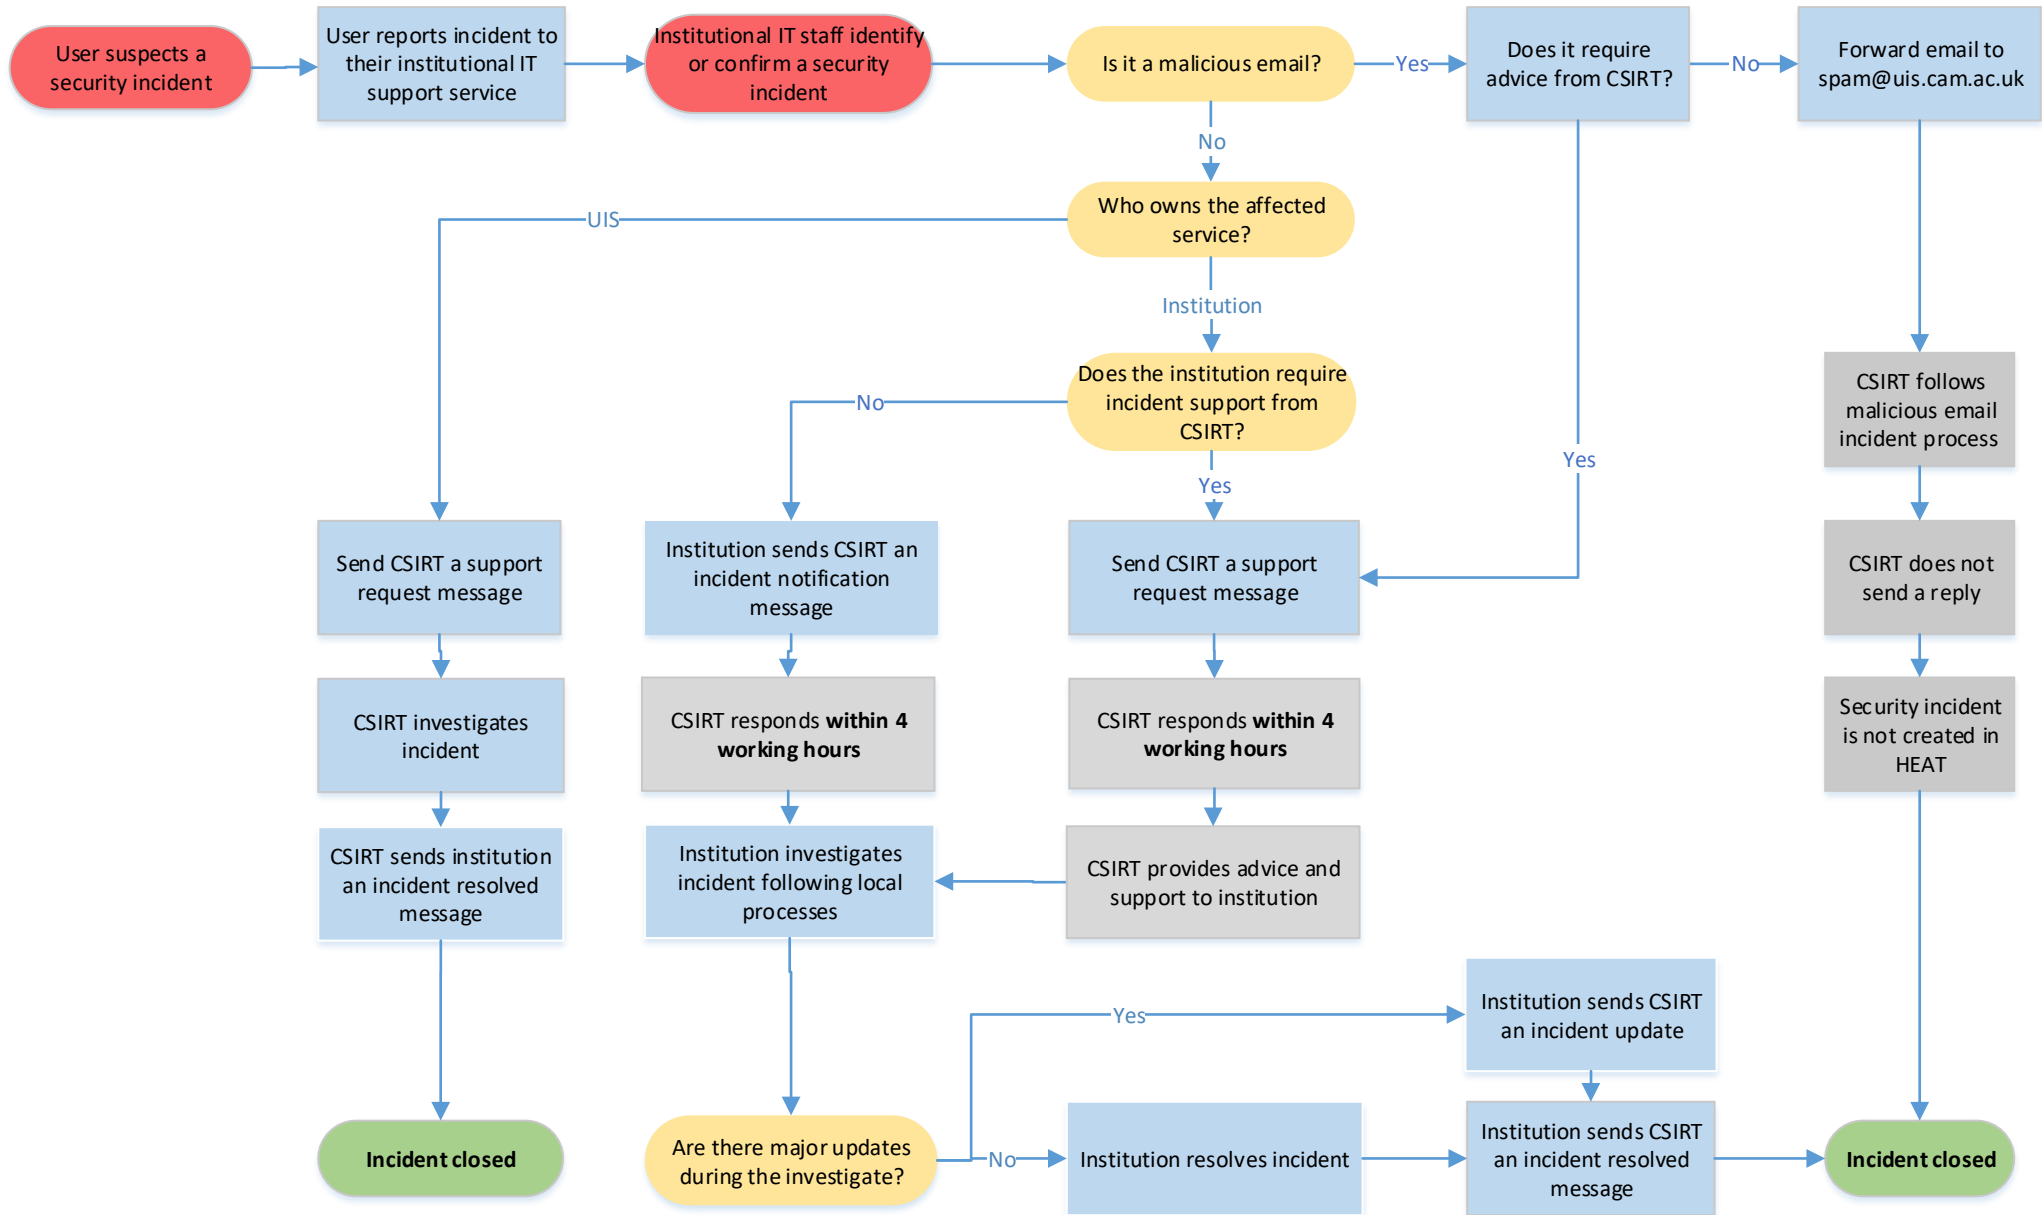 User suspects a
security incident
User reports incident to
their institutional IT
support service
Institutional IT staff identify
or confirm a security
incident
Is it a malicious email?
Yes
Does it require
advice from CSIRT?
No
Forward email to
spam@uis.cam.ac.uk
No
Who owns the affected
service?
UIS
Institution
Does the institution require
incident support from
CSIRT?
No
Yes
Yes
CSIRT follows
malicious email
incident process
Send CSIRT a support
request message
Institution sends CSIRT an
incident notification
message
Send CSIRT a support
request message
CSIRT does not
send a reply
CSIRT investigates
incident
CSIRT responds within 4
working hours
CSIRT responds within 4
working hours
Security incident
is not created in
HEAT
CSIRT sends institution
an incident resolved
message
Institution investigates
incident following local
processes
CSIRT provides advice and
support to institution
Yes
Institution sends CSIRT
an incident update
Incident closed
Are there major updates
during the investigate?
No
Institution resolves incident
Institution sends CSIRT
an incident resolved
message
Incident closed